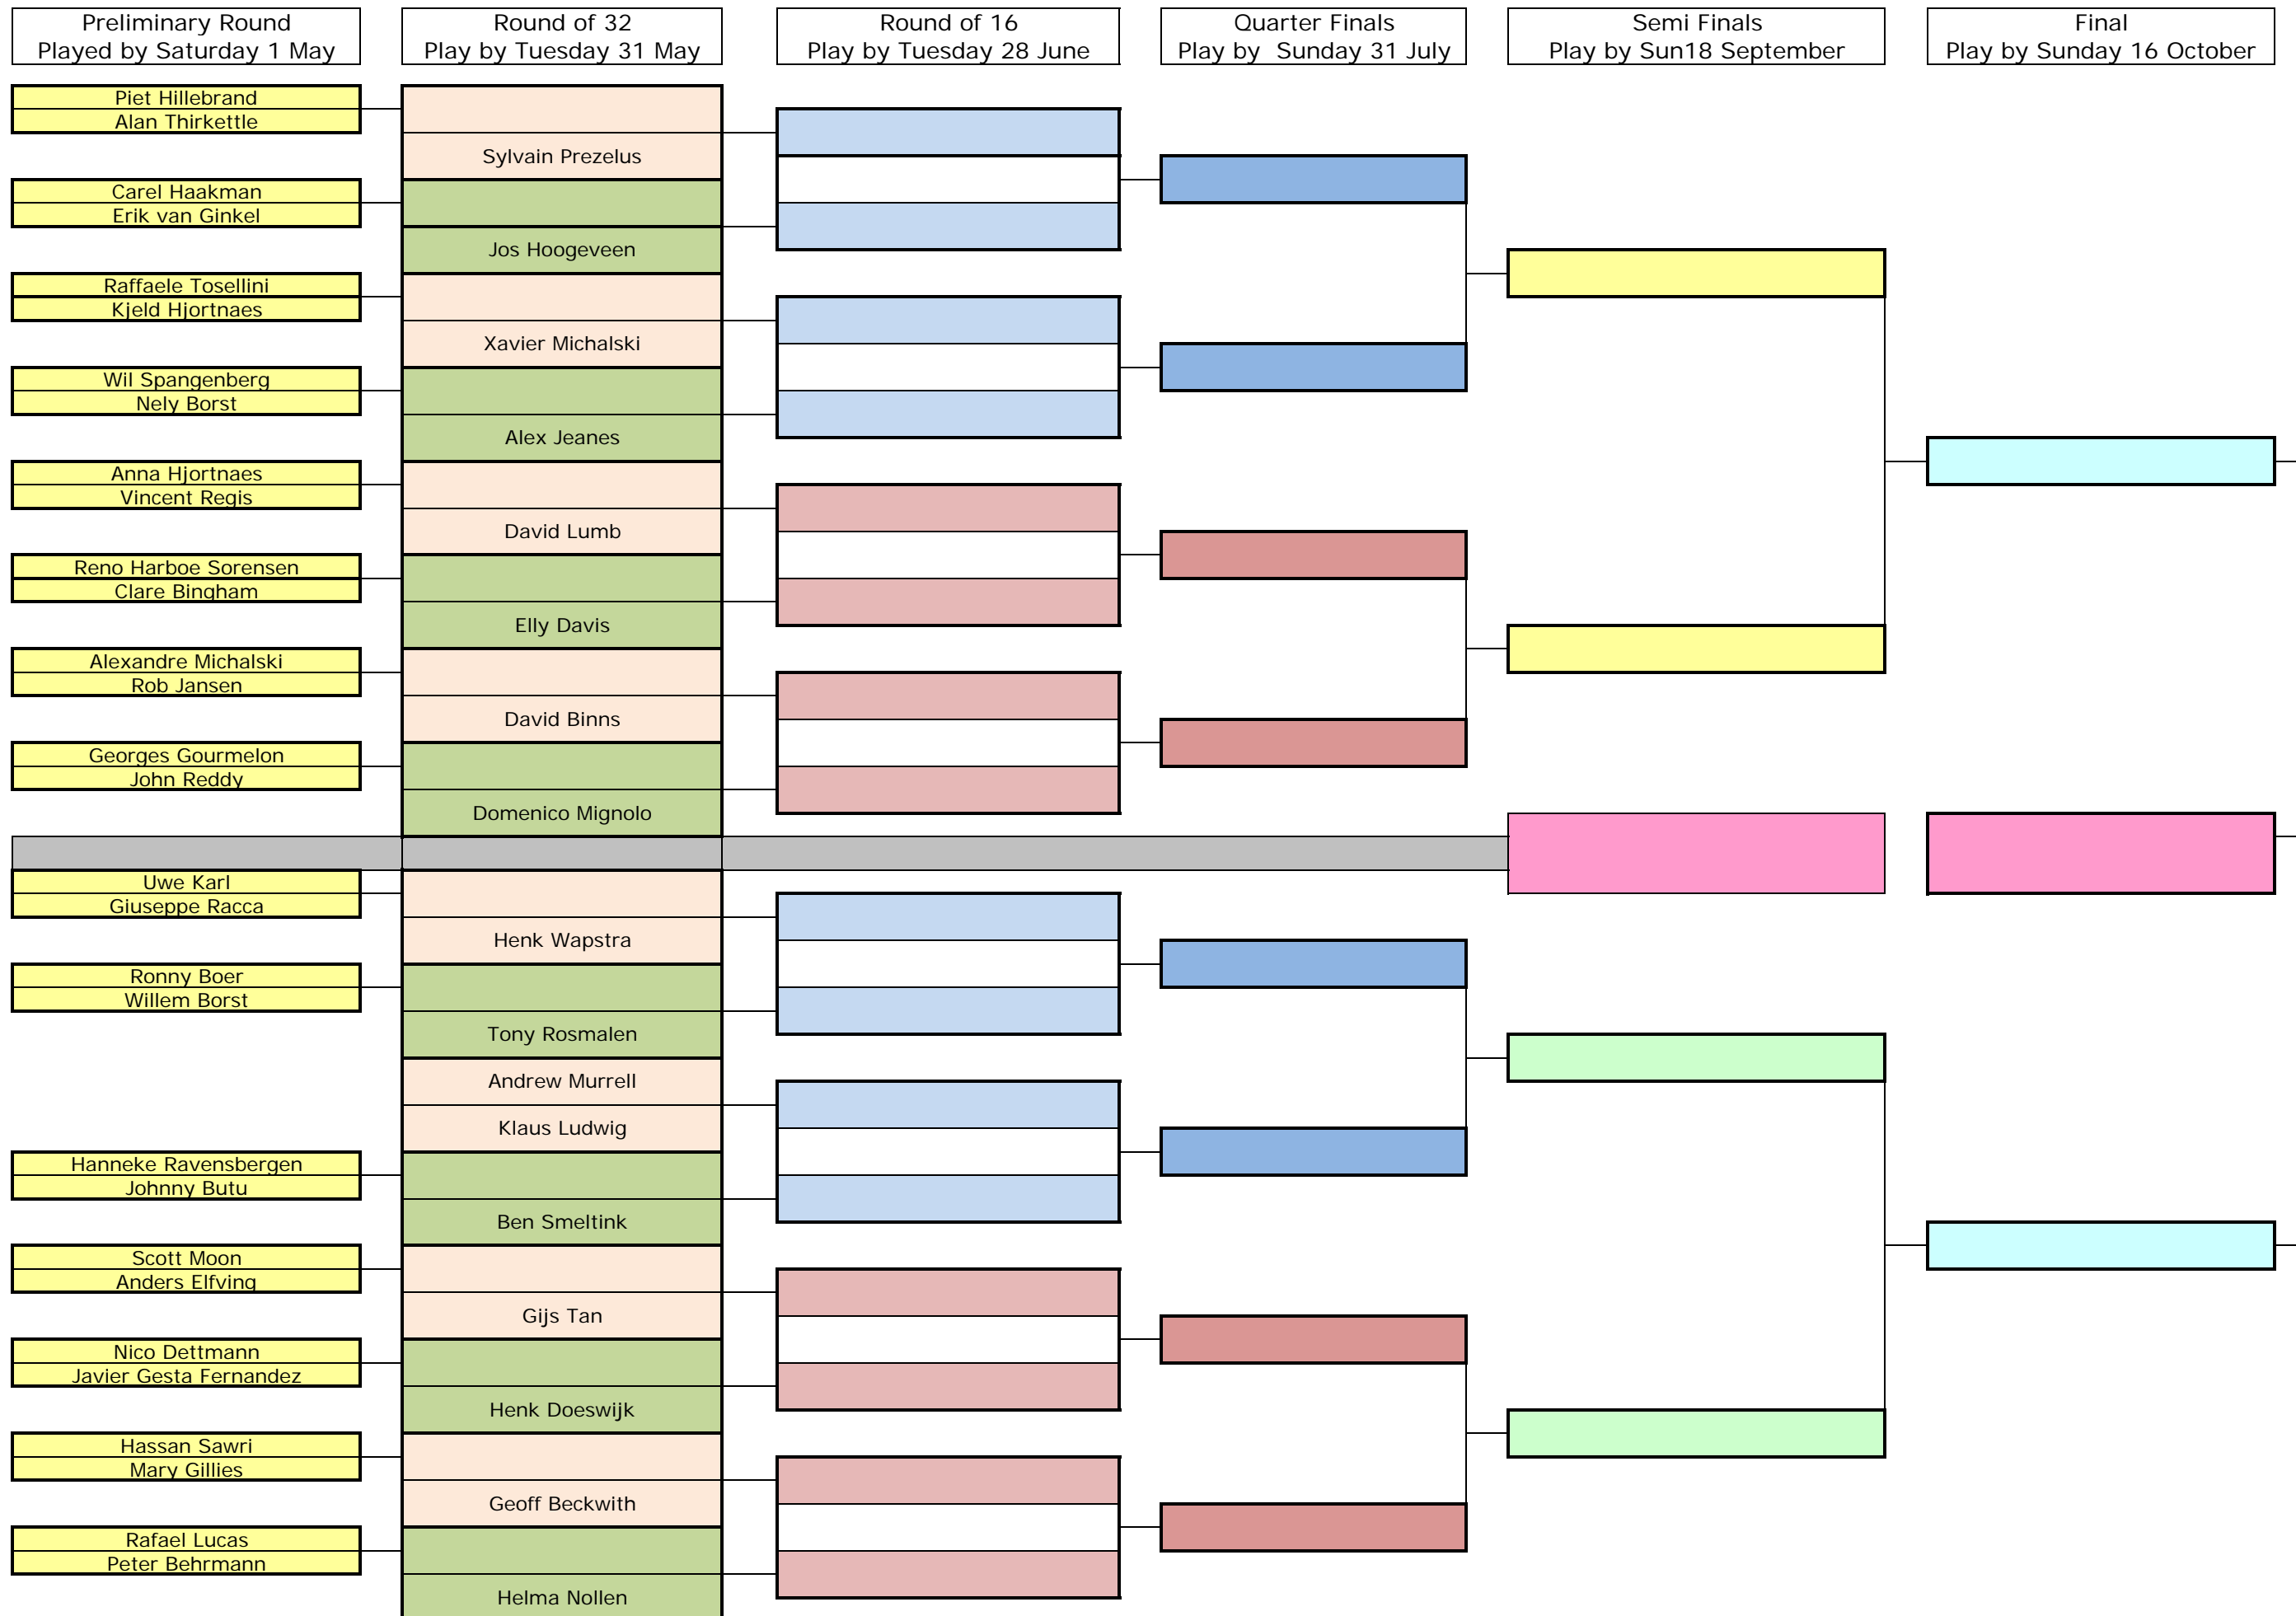 Preliminary Round
Played by Saturday 1 May
Round of 32
Play by Tuesday 31 May
Round of 16
Play by Tuesday 28 June
Quarter Finals
Play by  Sunday 31 July
Semi Finals
Play by Sun18 September
Final
Play by Sunday 16 October
Piet Hillebrand
Alan Thirkettle
Carel Haakman
Erik van Ginkel
Raffaele Tosellini
Kjeld Hjortnaes
Wil Spangenberg
Nely Borst
Anna Hjortnaes
Vincent Regis
Reno Harboe Sorensen
Clare Bingham
Alexandre Michalski
Rob Jansen
Georges Gourmelon
John Reddy
Uwe Karl
Giuseppe Racca
Ronny Boer
Willem Borst
Hanneke Ravensbergen
Johnny Butu
Scott Moon
Anders Elfving
Nico Dettmann
Javier Gesta Fernandez
Hassan Sawri
Mary Gillies
Rafael Lucas
Peter Behrmann
Sylvain Prezelus
Jos Hoogeveen
Xavier Michalski
Alex Jeanes
David Lumb
Elly Davis
David Binns
Domenico Mignolo
Henk Wapstra
Tony Rosmalen
Andrew Murrell
Klaus Ludwig
Ben Smeltink
Gijs Tan
Henk Doeswijk
Geoff Beckwith
Helma Nollen